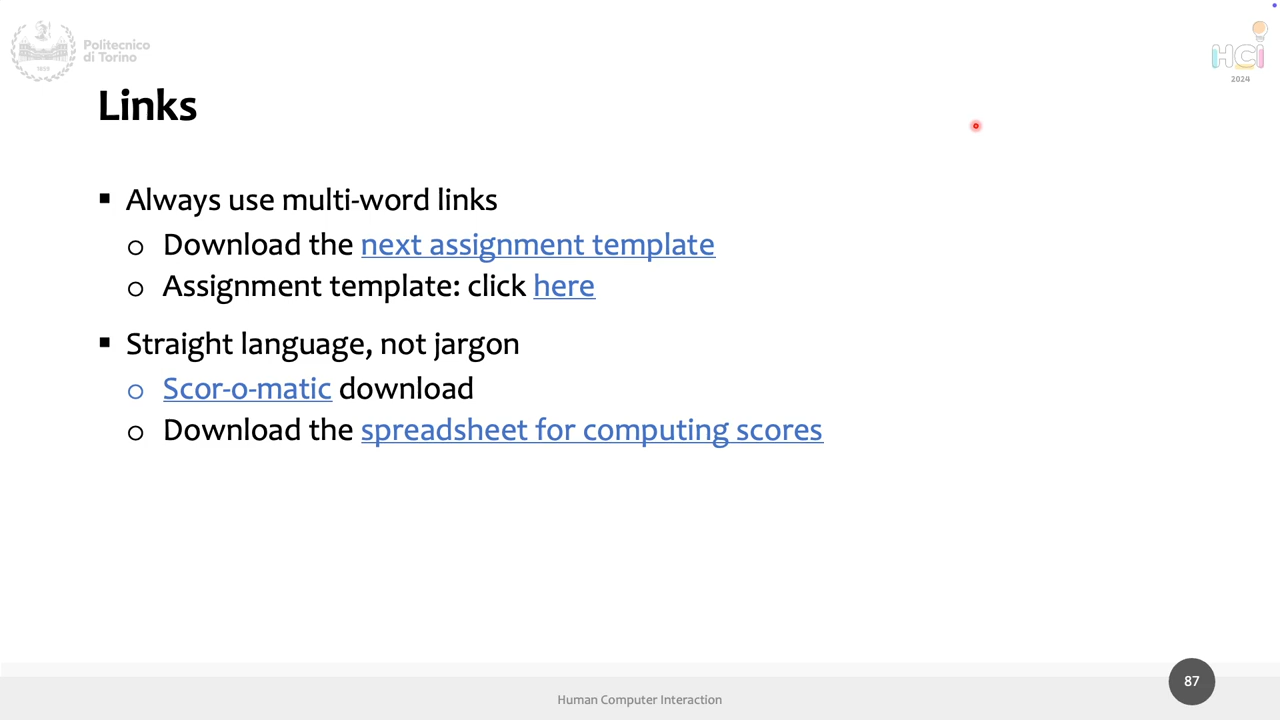 Politecnico
di Torino
1859
HCI
2024
Links
Always use multi-word links
Download the next assignment template
Assignment template: click here
Straight language, not jargon
Scor-o-matic download
Download the spreadsheet for computing scores
87
Human Computer Interaction